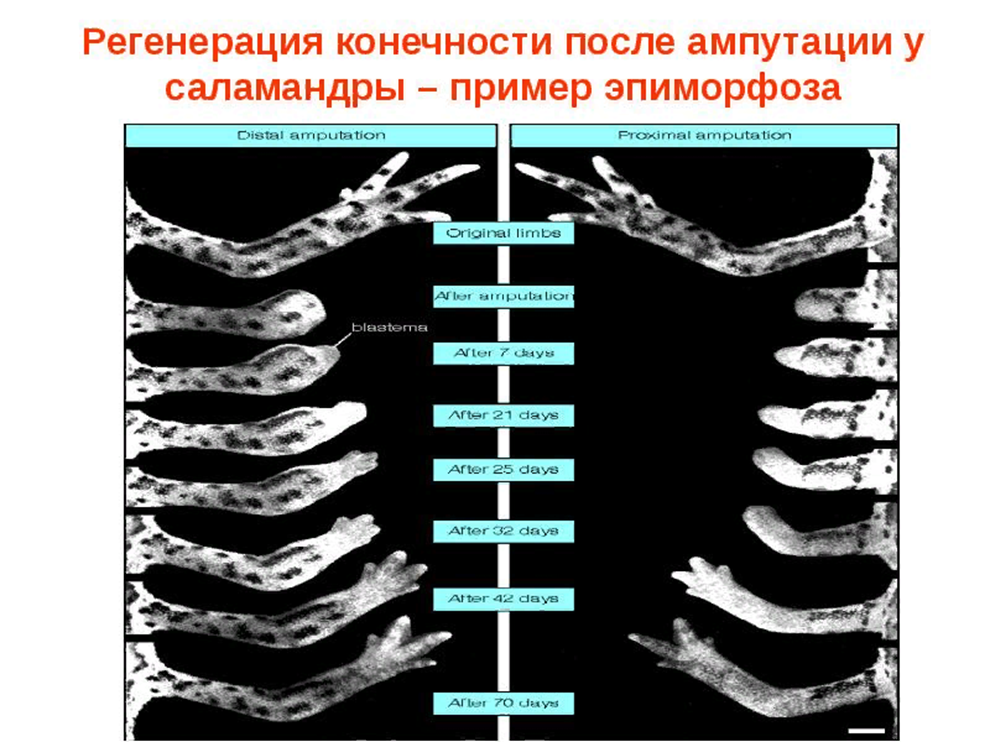 Регенерация конечности после ампутации у
саламандры – пример эпиморфоза
Distal amputation
Proximal amputation
Original limbs
After amputation
blastema
After 7 days
After 21 days
After 25 days
After 32 days
After 42 days
After 70 days